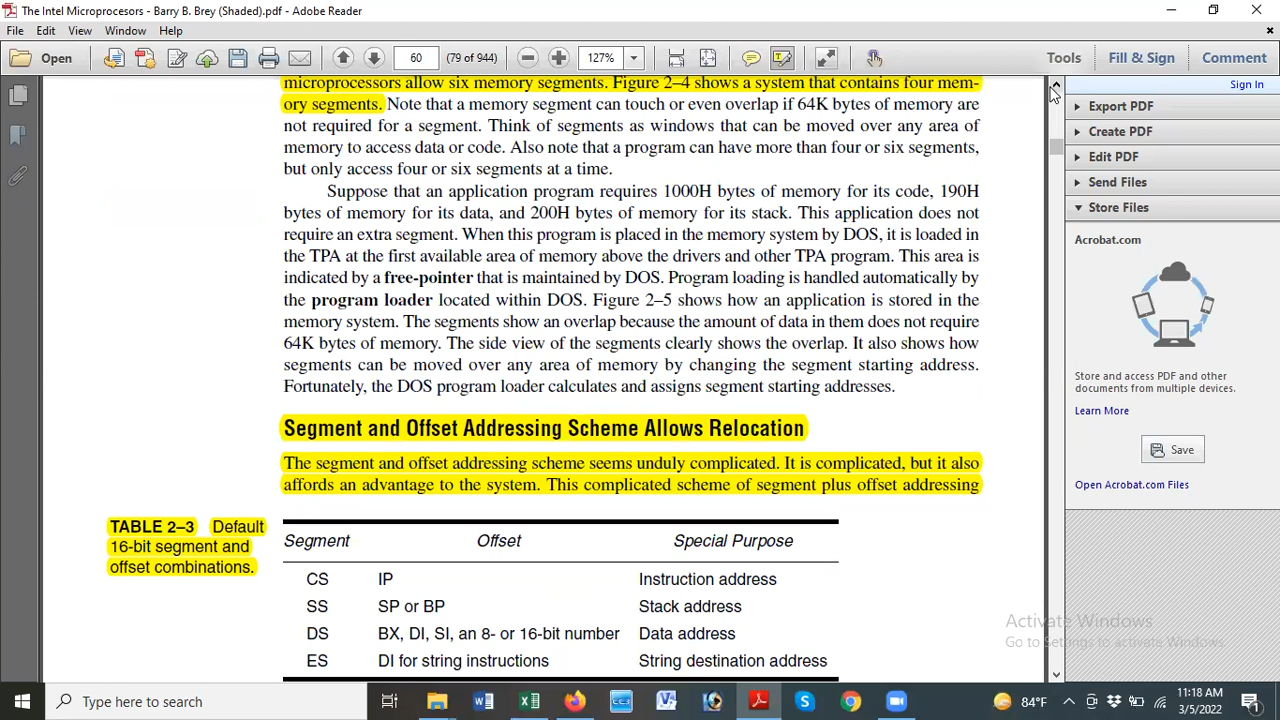 The Intel Microprocesors - Barry B. Brey (Shaded).pdf - Adobe Reader
File Edit View Window Help
Open 60 (79 of 944) 127% Tools Fill & Sign Comment
Sign In
Export PDF
Create PDF
Edit PDF
Send Files
Store Files
Acrobat.com
Store and access PDF and other
documents from multiple devices.
Learn More
Save
Open Acrobat.com Files
microprocessors allow six memory segments. Figure 2–4 shows a system that contains four mem-
ory segments. Note that a memory segment can touch or even overlap if 64K bytes of memory are
not required for a segment. Think of segments as windows that can be moved over any area of
memory to access data or code. Also note that a program can have more than four or six segments,
but only access four or six segments at a time.
Suppose that an application program requires 1000H bytes of memory for its code, 190H
bytes of memory for its data, and 200H bytes of memory for its stack. This application does not
require an extra segment. When this program is placed in the memory system by DOS, it is loaded in
the TPA at the first available area of memory above the drivers and other TPA program. This area is
indicated by a free-pointer that is maintained by DOS. Program loading is handled automatically by
the program loader located within DOS. Figure 2–5 shows how an application is stored in the
memory system. The segments show an overlap because the amount of data in them does not require
64K bytes of memory. The side view of the segments clearly shows the overlap. It also shows how
segments can be moved over any area of memory by changing the segment starting address.
Fortunately, the DOS program loader calculates and assigns segment starting addresses.
Segment and Offset Addressing Scheme Allows Relocation
The segment and offset addressing scheme seems unduly complicated. It is complicated, but it also
affords an advantage to the system. This complicated scheme of segment plus offset addressing
TABLE 2–3 Default
16-bit segment and
offset combinations.
Segment Offset Special Purpose
CS IP Instruction address
SS SP or BP Stack address
DS BX, DI, SI, an 8- or 16-bit number Data address
ES DI for string instructions String destination address
Activate Windows
Go to Settings to activate Windows.
Type here to search
84°F
11:18 AM
3/5/2022